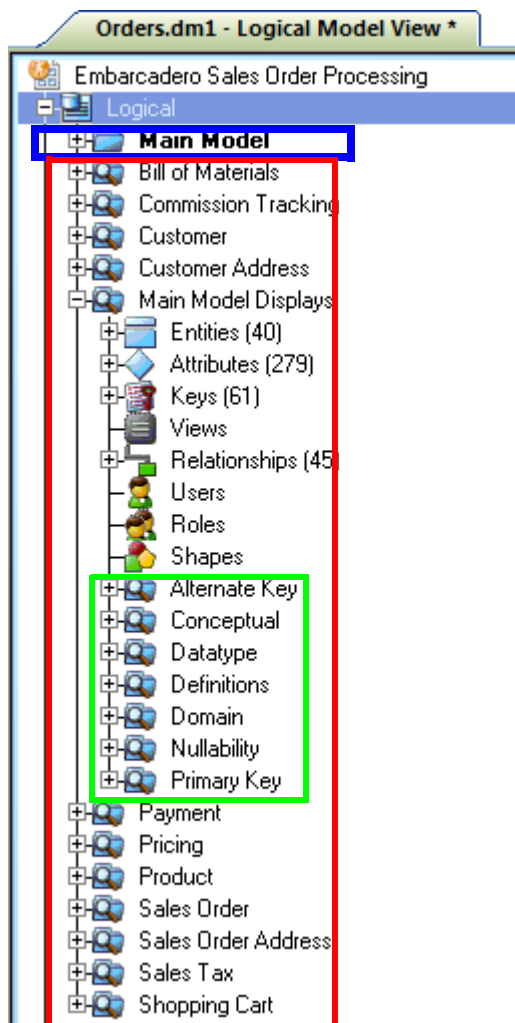 Orders.dm1 - Logical Model View *
Embarcadero Sales Order Processing
Logical
Main Model
Bill of Materials
Commission Tracking
Customer
Customer Address
Main Model Displays
Entities (40)
Attributes (279)
Keys (61)
Views
Relationships (45)
Users
Roles
Shapes
Alternate Key
Conceptual
Datatype
Definitions
Domain
Nullability
Primary Key
Payment
Pricing
Product
Sales Order
Sales Order Address
Sales Tax
Shopping Cart